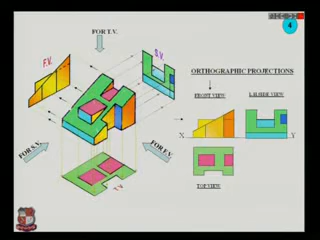 4
FOR T.V.
F.V.
S.V.
ORTHOGRAPHIC PROJECTIONS
FRONT VIEW
L.H.SIDE VIEW
X
Y
FOR S.V.
FOR F.V.
TOP VIEW